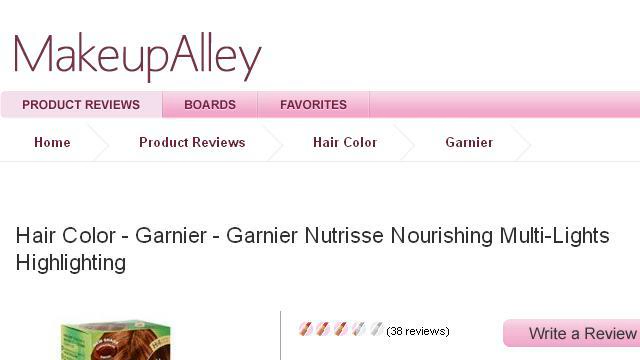 MakeupAlley
PRODUCT REVIEWS BOARDS FAVORITES
Home Product Reviews Hair Color Garnier
Hair Color - Garnier - Garnier Nutrisse Nourishing Multi-Lights
Highlighting
(38 reviews) Write a Review